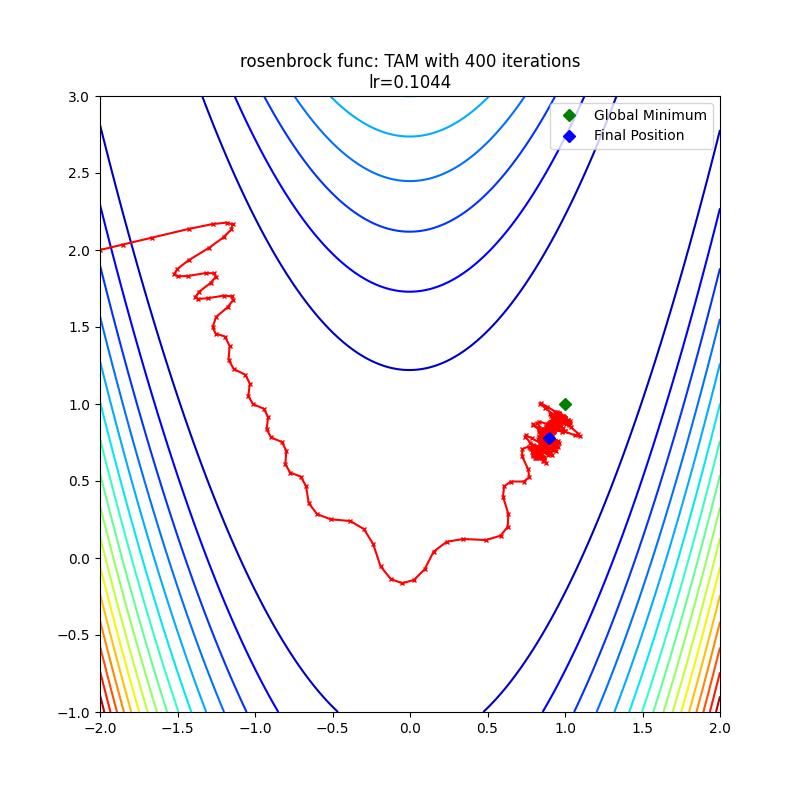 rosenbrock func: TAM with 400 iterations
lr=0.1044
Global Minimum
Final Position
3.0
2.5
2.0
1.5
1.0
0.5
0.0
−0.5
−1.0
−2.0 −1.5 −1.0 −0.5 0.0 0.5 1.0 1.5 2.0